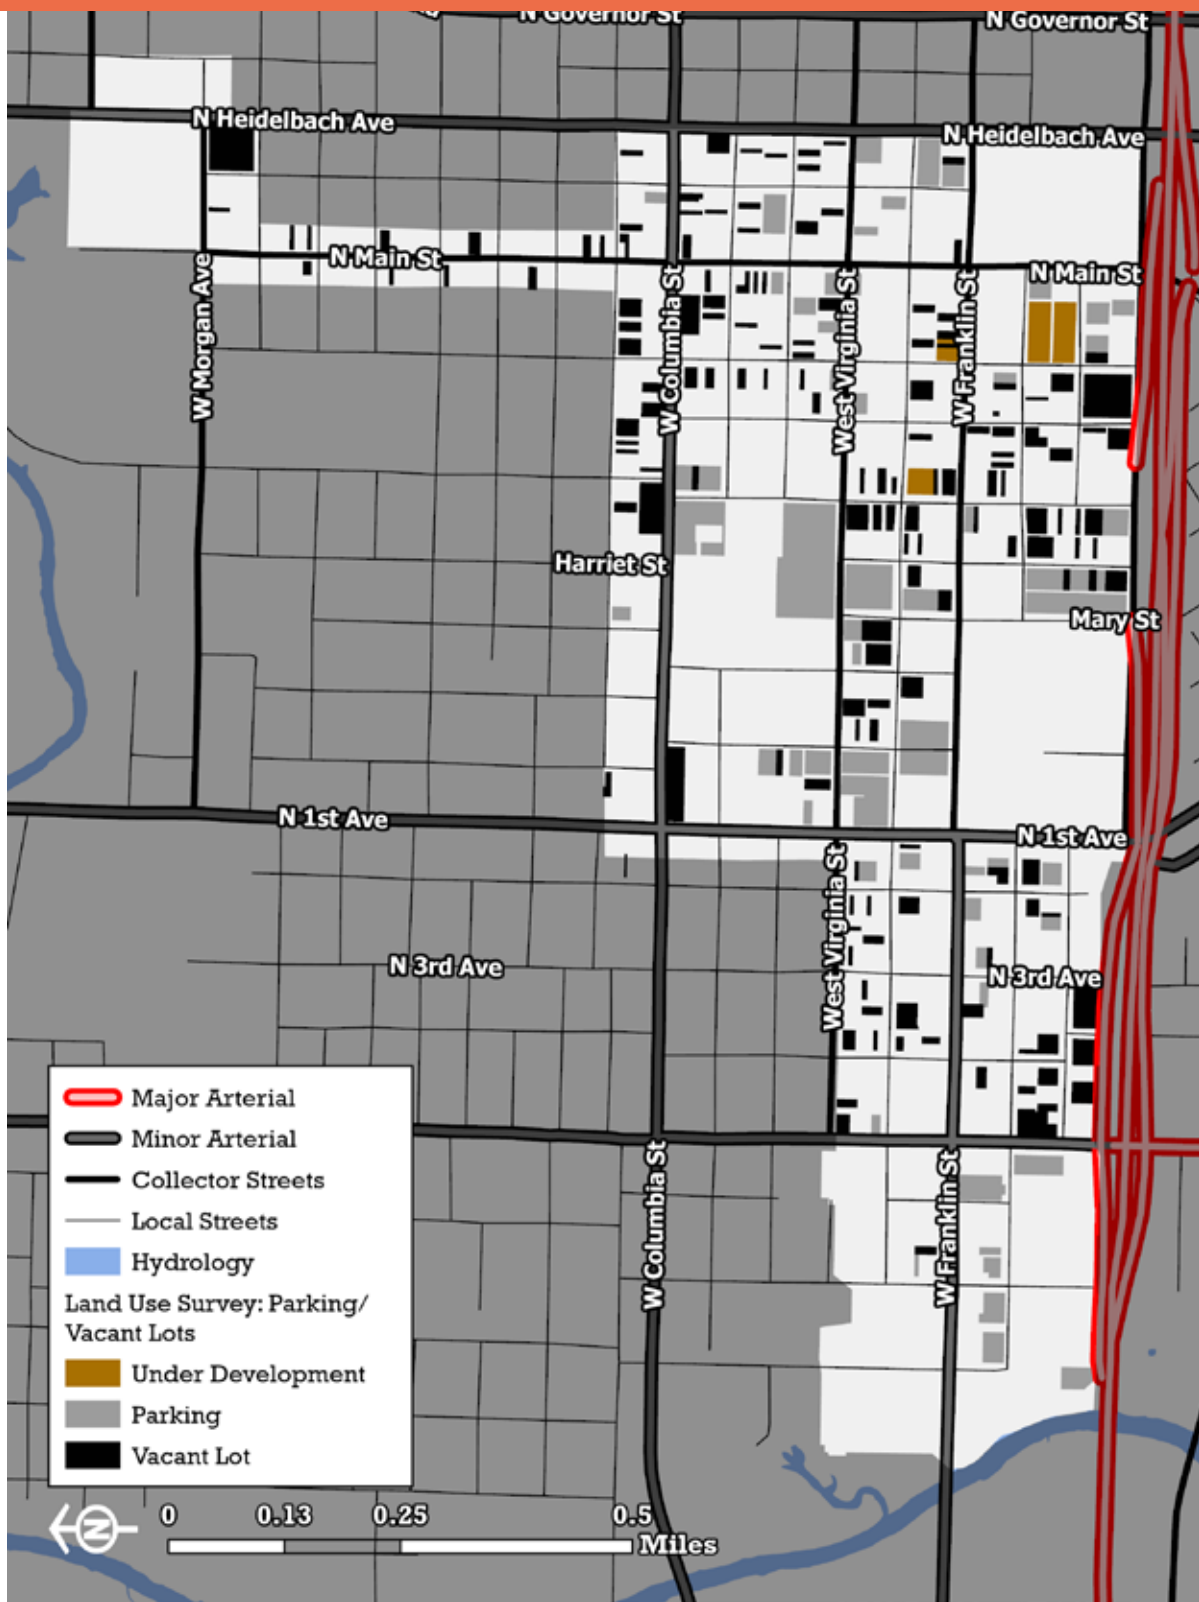 N Governor St
N Governor St
N Heidelbach Ave
N Heidelbach Ave
N Main St
N Main St
W Morgan Ave
W Columbia St
West Virginia St
W Franklin St
Harriet St
Mary St
N 1st Ave
N 1st Ave
West Virginia St
N 3rd Ave
N 3rd Ave
W Columbia St
W Franklin St
Major Arterial
Minor Arterial
Collector Streets
Local Streets
Hydrology
Land Use Survey: Parking/
Vacant Lots
Under Development
Parking
Vacant Lot
N
0 0.13 0.25 0.5
Miles